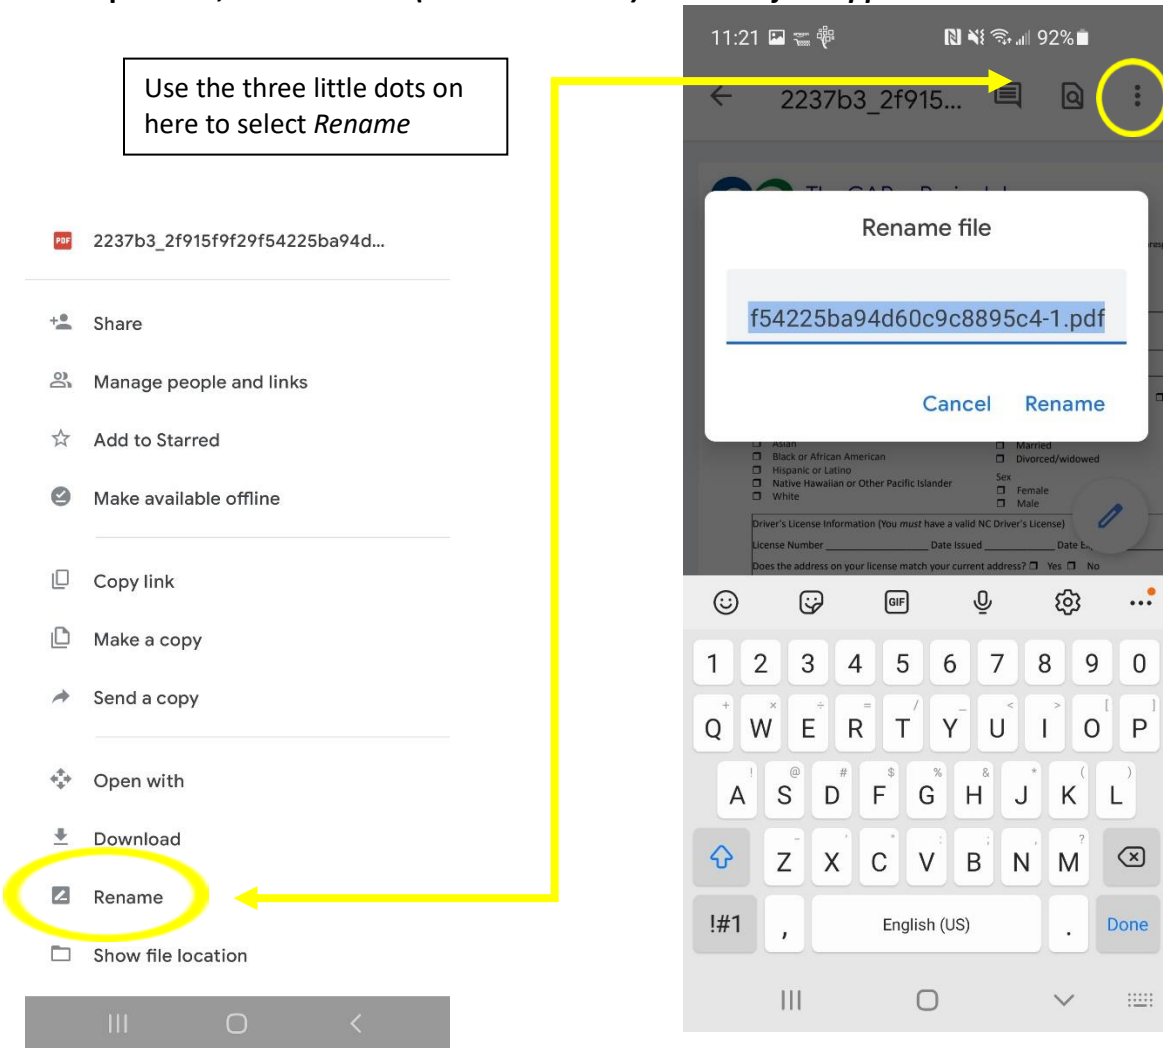 Use the three little dots on
here to select Rename
PDF 2237b3_2f915f9f29f54225ba94d...
Share
Manage people and links
Add to Starred
Make available offline
Copy link
Make a copy
Send a copy
Open with
Download
Rename
Show file location
11:21 92%
2237b3_2f915...
Rename file
f54225ba94d60c9c8895c4-1.pdf
Cancel Rename
Asian Married
Black or African American Divorced/widowed
Hispanic or Latino
Sex
Native Hawaiian or Other Pacific Islander Female
White Male
Driver's License Information (You must have a valid NC Driver's License)
License Number Date Issued Date
Does the address on your license match your current address? Yes No
GIF
1 2 3 4 5 6 7 8 9 0
+ × ÷ = / _ < > [ ]
Q W E R T Y U I O P
! @ # $ % & * ( )
A S D F G H J K L
- ' " : ; , ?
Z X C V B N M
!#1 , English (US) . Done